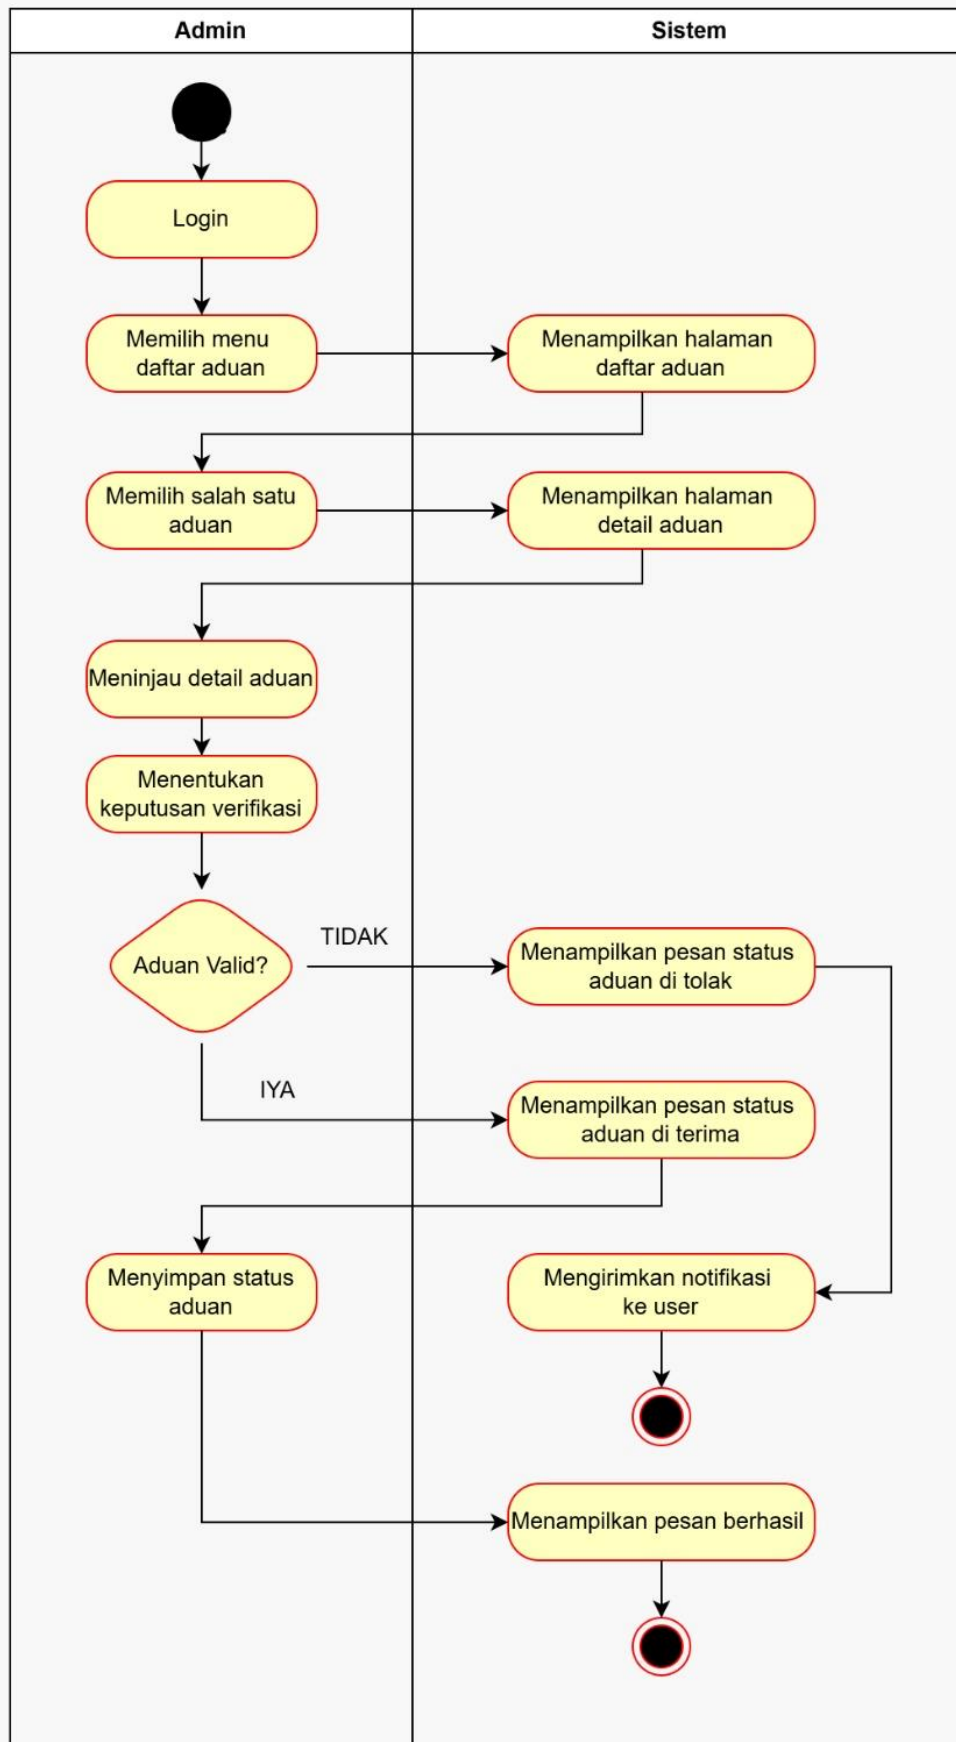 Admin
Sistem
Login
Memilih menu
daftar aduan
Menampilkan halaman
daftar aduan
Memilih salah satu
aduan
Menampilkan halaman
detail aduan
Meninjau detail aduan
Menentukan
keputusan verifikasi
Aduan Valid?
TIDAK
Menampilkan pesan status
aduan di tolak
IYA
Menampilkan pesan status
aduan di terima
Menyimpan status
aduan
Mengirimkan notifikasi
ke user
Menampilkan pesan berhasil